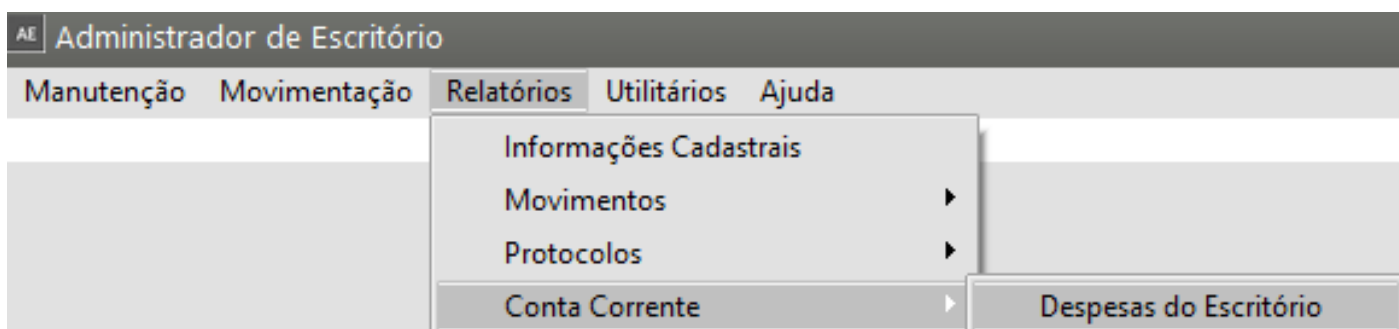 AE Administrador de Escritório
Manutenção Movimentação Relatórios Utilitários Ajuda
Informações Cadastrais
Movimentos
Protocolos
Conta Corrente Despesas do Escritório